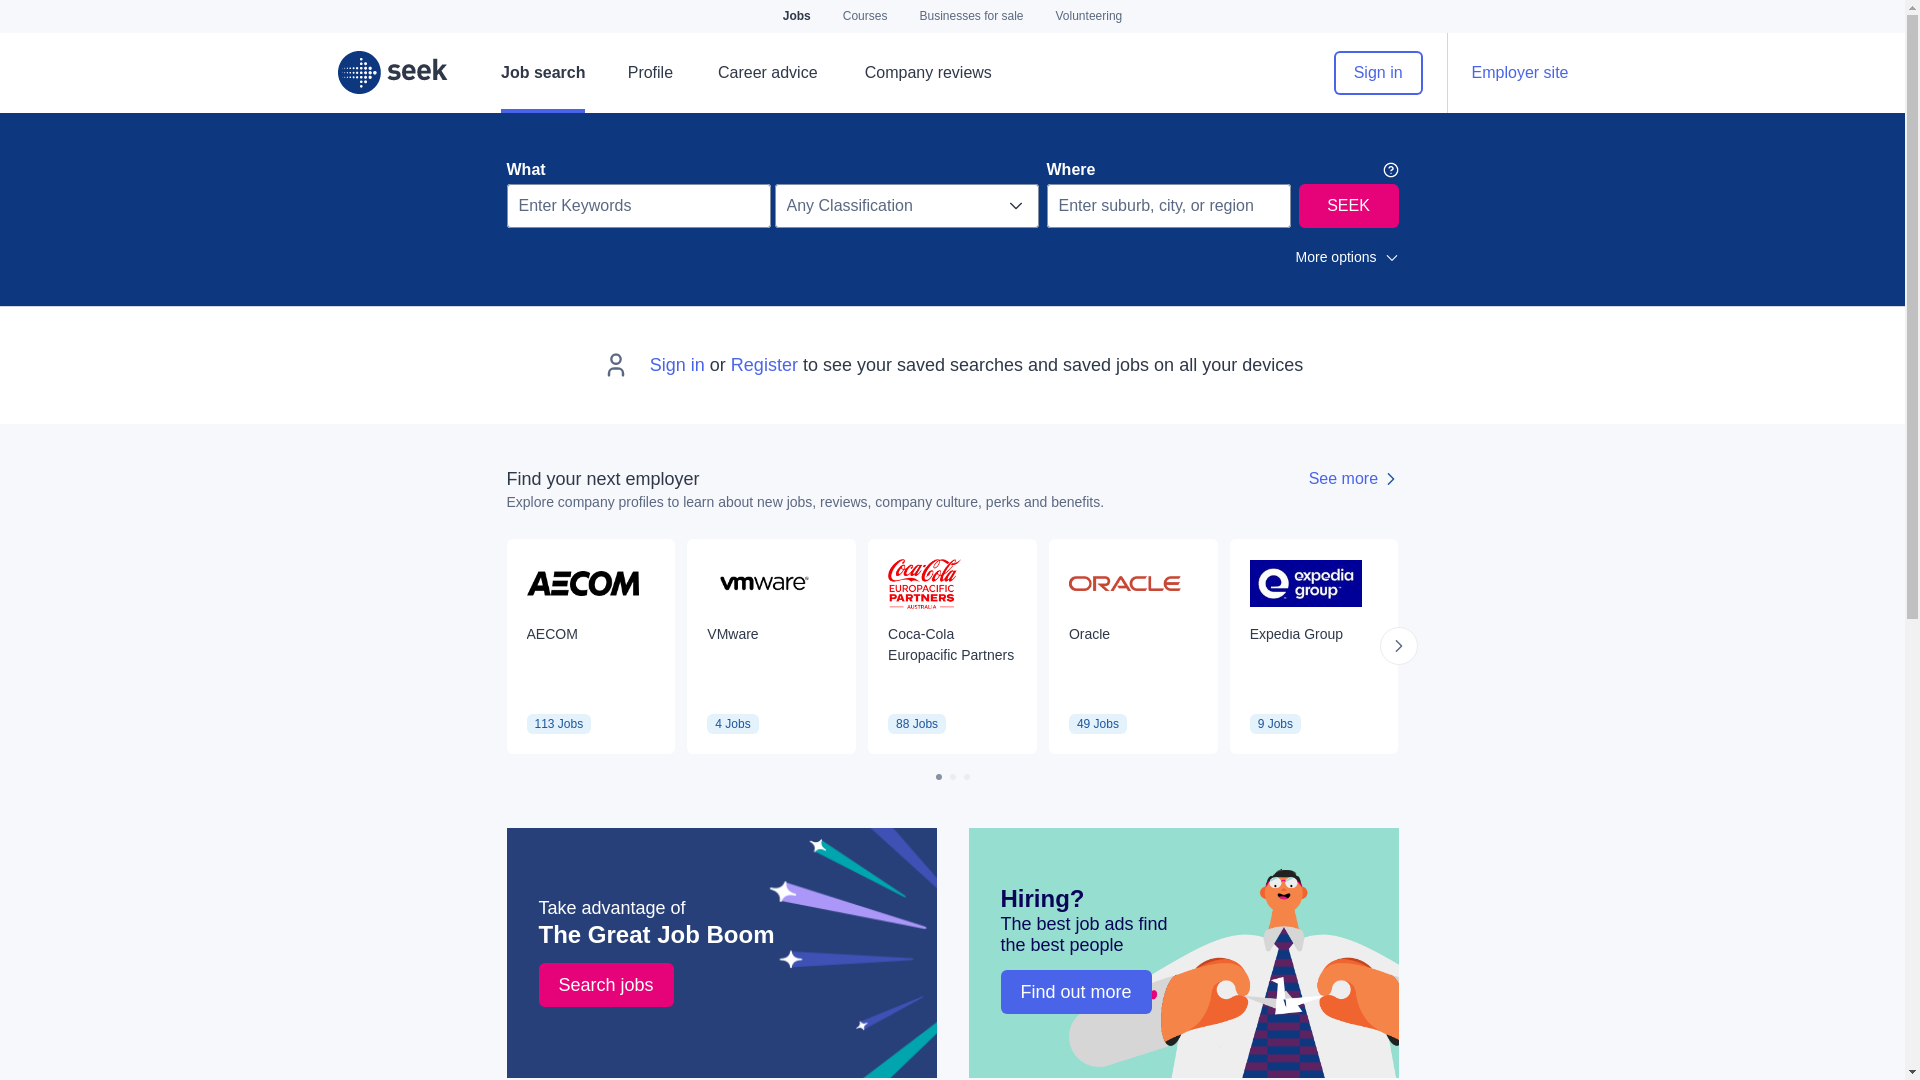 Jobs
Courses
Businesses for sale
Volunteering
seek
Job search
Profile
Career advice
Company reviews
Sign in
Employer site
What
Where
Enter Keywords
Any Classification
Enter suburb, city, or region
SEEK
More options
Sign in or Register to see your saved searches and saved jobs on all your devices
Find your next employer
See more
Explore company profiles to learn about new jobs, reviews, company culture, perks and benefits.
AECOM
vmware
Coca-Cola
EUROPACIFIC
PARTNERS
AUSTRALIA
ORACLE
expedia
group
AECOM
VMware
Coca-Cola
Europacific Partners
Oracle
Expedia Group
113 Jobs
4 Jobs
88 Jobs
49 Jobs
9 Jobs
Take advantage of
The Great Job Boom
Search jobs
Hiring?
The best job ads find
the best people
Find out more